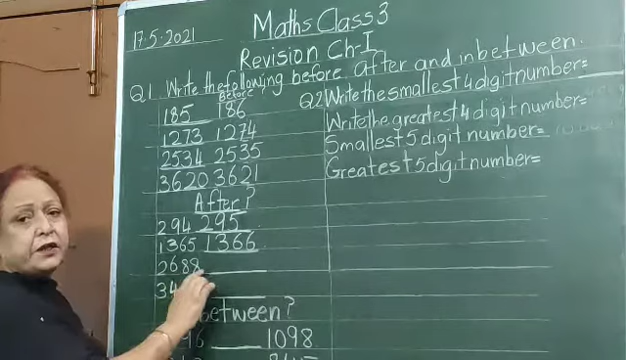 17.5.2021
Maths Class 3
Revision Ch-I
Q1 Write the following before after and inbetween.
Before
185 186
1273 1274
2534 2535
3620 3621
After?
294 295
1365 1366
2688
34
between?
1098
Q2 Write the smallest 4 digit number=
Write the greatest 4 digit number=
Smallest 5 digit number=
Greatest 5 digit number=